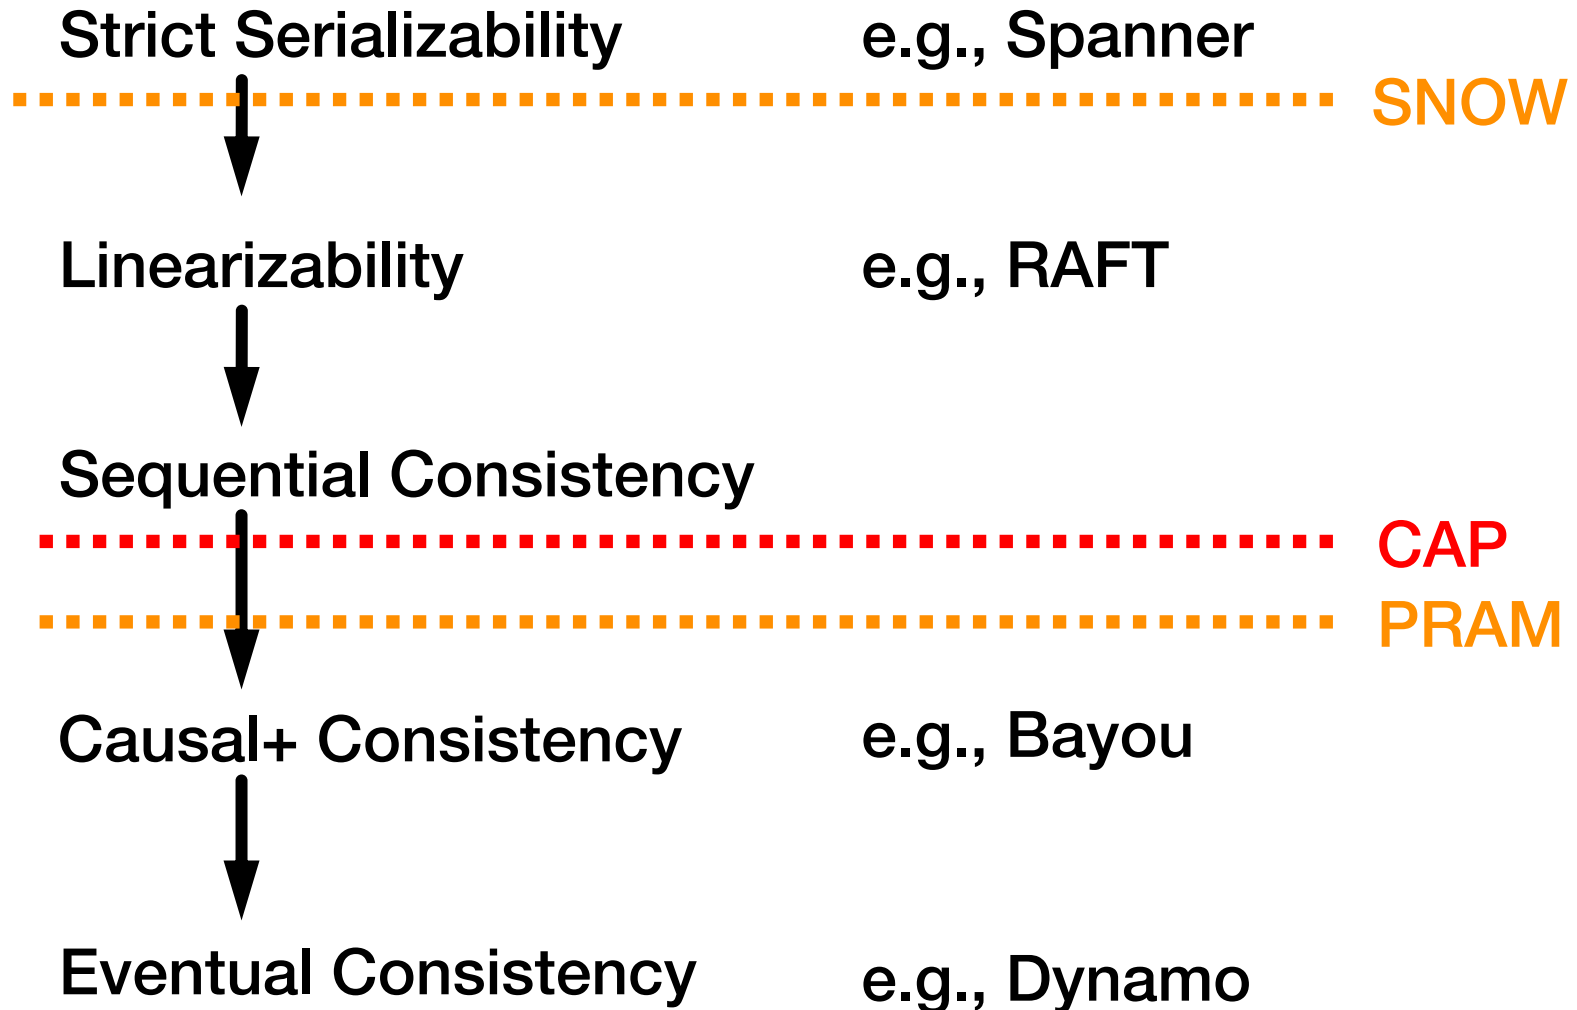 Strict Serializability e.g., Spanner
SNOW
Linearizability e.g., RAFT
Sequential Consistency
CAP
PRAM
Causal+ Consistency e.g., Bayou
Eventual Consistency e.g., Dynamo